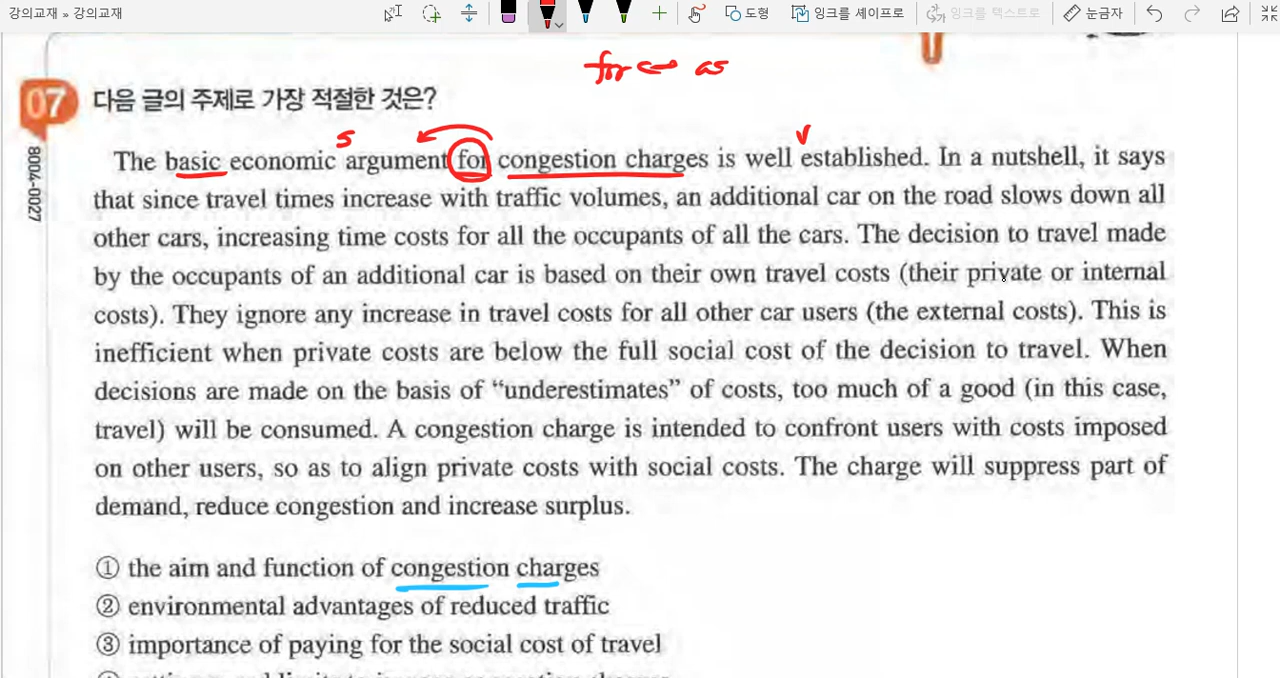 강의교재 » 강의교재
도형 잉크를 셰이프로 잉크를 텍스트로 눈금자
for as
07 다음 글의 주제로 가장 적절한 것은?
8004-0027
s v
The basic economic argument for congestion charges is well established. In a nutshell, it says
that since travel times increase with traffic volumes, an additional car on the road slows down all
other cars, increasing time costs for all the occupants of all the cars. The decision to travel made
by the occupants of an additional car is based on their own travel costs (their private or internal
costs). They ignore any increase in travel costs for all other car users (the external costs). This is
inefficient when private costs are below the full social cost of the decision to travel. When
decisions are made on the basis of “underestimates” of costs, too much of a good (in this case,
travel) will be consumed. A congestion charge is intended to confront users with costs imposed
on other users, so as to align private costs with social costs. The charge will suppress part of
demand, reduce congestion and increase surplus.
① the aim and function of congestion charges
② environmental advantages of reduced traffic
③ importance of paying for the social cost of travel